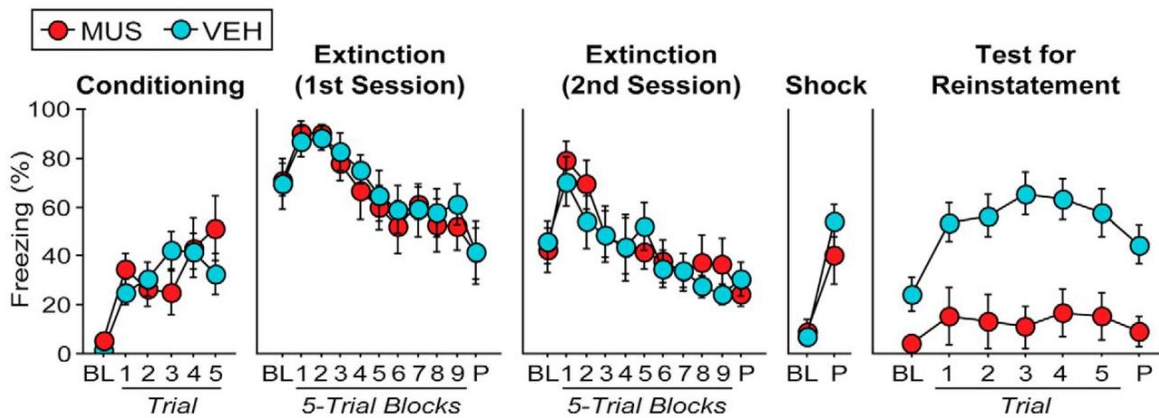 MUS VEH
Conditioning
Extinction
(1st Session)
Extinction
(2nd Session)
Shock
Test for
Reinstatement
Freezing (%)
100
80
60
40
20
0
BL 1 2 3 4 5
Trial
BL 1 2 3 4 5 6 7 8 9 P
5-Trial Blocks
BL 1 2 3 4 5 6 7 8 9 P
5-Trial Blocks
BL P
BL 1 2 3 4 5 P
Trial